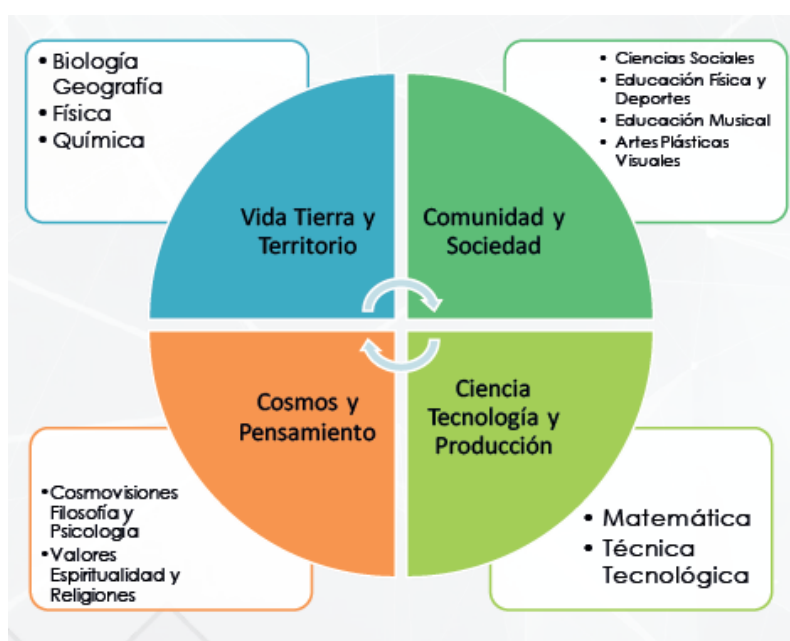 • Biología
Geografía
• Física
• Química
• Ciencias Sociales
• Educación Física y
Deportes
• Educación Musical
• Artes Plásticas
Visuales
Vida Tierra y
Territorio
Comunidad y
Sociedad
Cosmos y
Pensamiento
Ciencia
Tecnología y
Producción
•Cosmovisiones
Filosofía y
Psicología
•Valores
Espiritualidad y
Religiones
• Matemática
• Técnica
Tecnológica